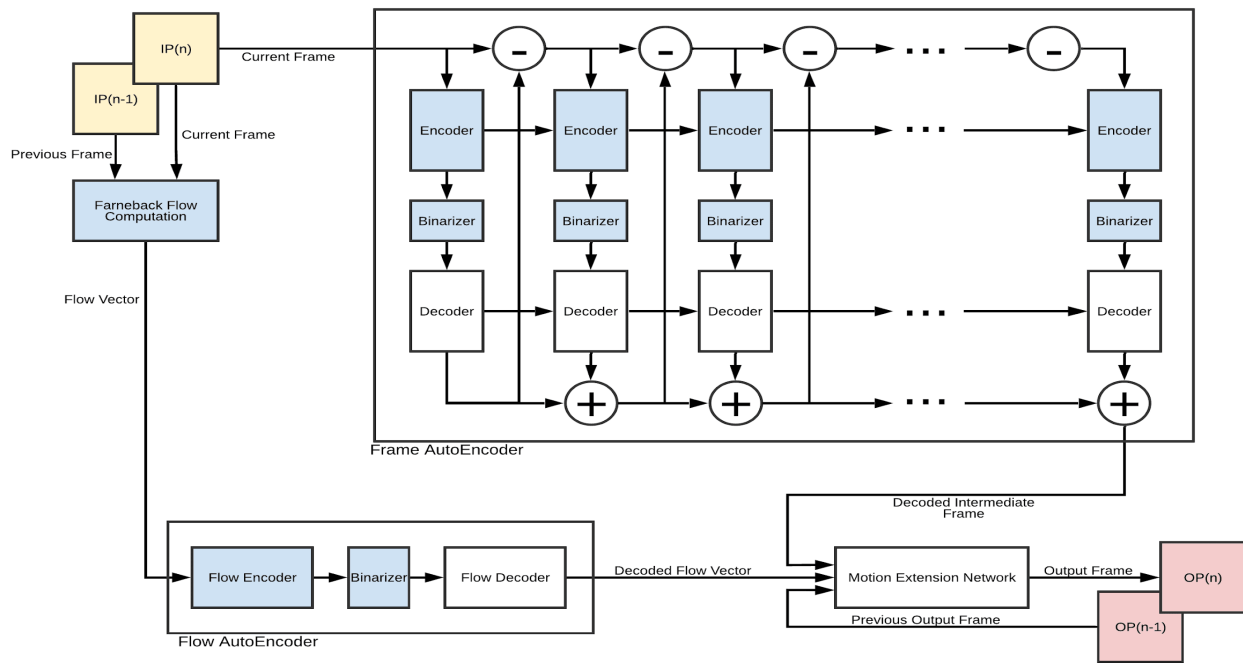 IP(n)
Current Frame
IP(n-1)
Current Frame
Previous Frame
Farneback Flow
Computation
Flow Vector
-
-
-
...
-
Encoder
Encoder
Encoder
...
Encoder
Binarizer
Binarizer
Binarizer
Binarizer
Decoder
Decoder
Decoder
...
Decoder
+
+
...
+
Frame AutoEncoder
Decoded Intermediate
Frame
Flow Encoder
Binarizer
Flow Decoder
Decoded Flow Vector
Motion Extension Network
Output Frame
OP(n)
Previous Output Frame
OP(n-1)
Flow AutoEncoder